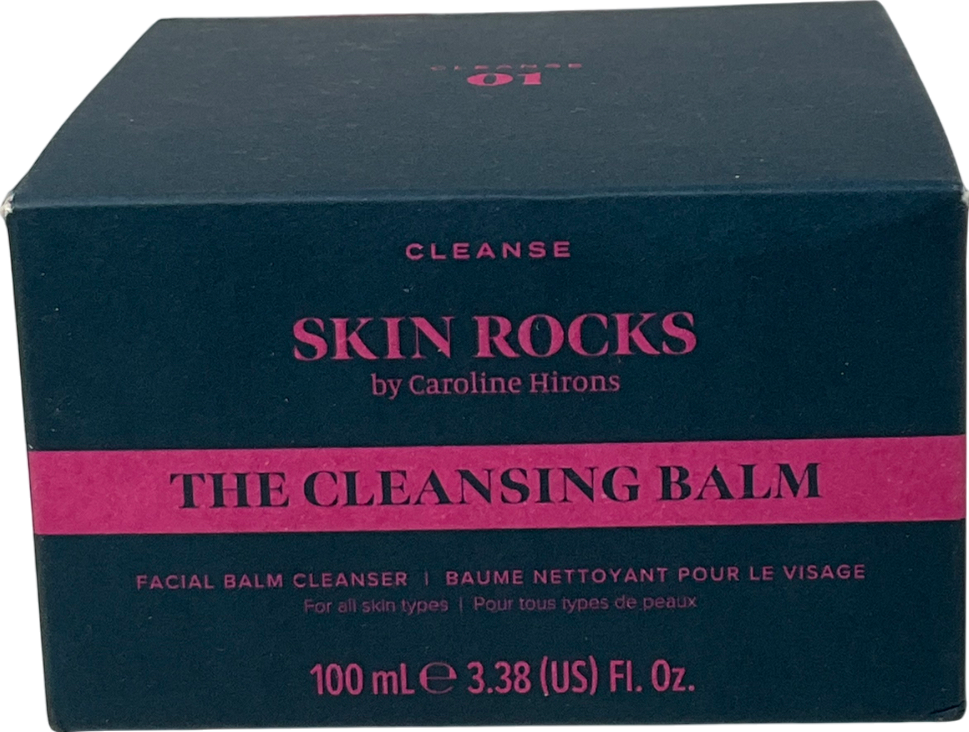 CLEANSE
01
CLEANSE
SKIN ROCKS
by Caroline Hirons
THE CLEANSING BALM
FACIAL BALM CLEANSER | BAUME NETTOYANT POUR LE VISAGE
For all skin types | Pour tous types de peaux
100 mL ℮ 3.38 (US) Fl. Oz.